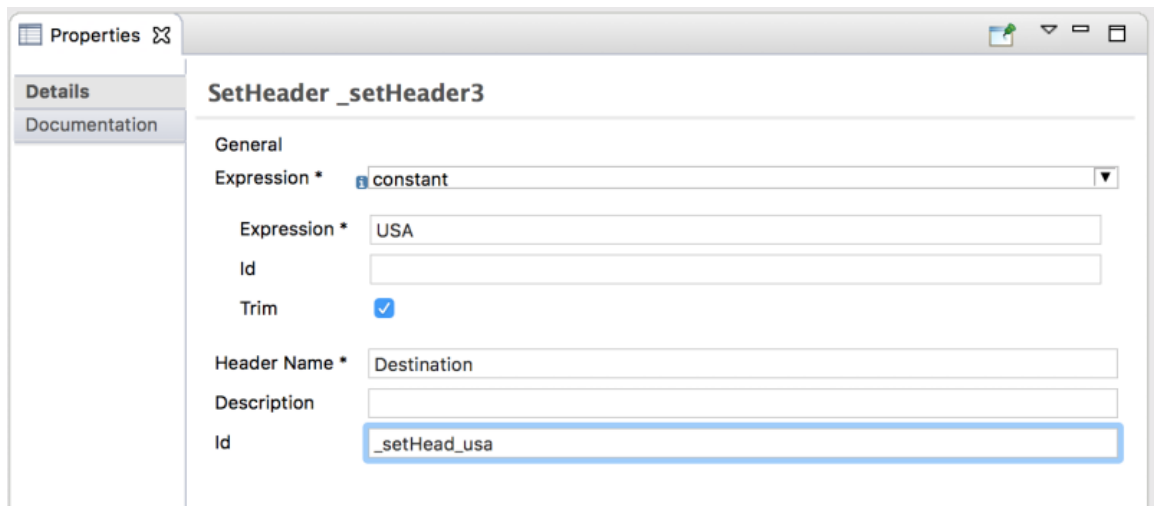 Properties
Details
Documentation
SetHeader _setHeader3
General
Expression * constant
Expression * USA
Id
Trim
Header Name * Destination
Description
Id _setHead_usa